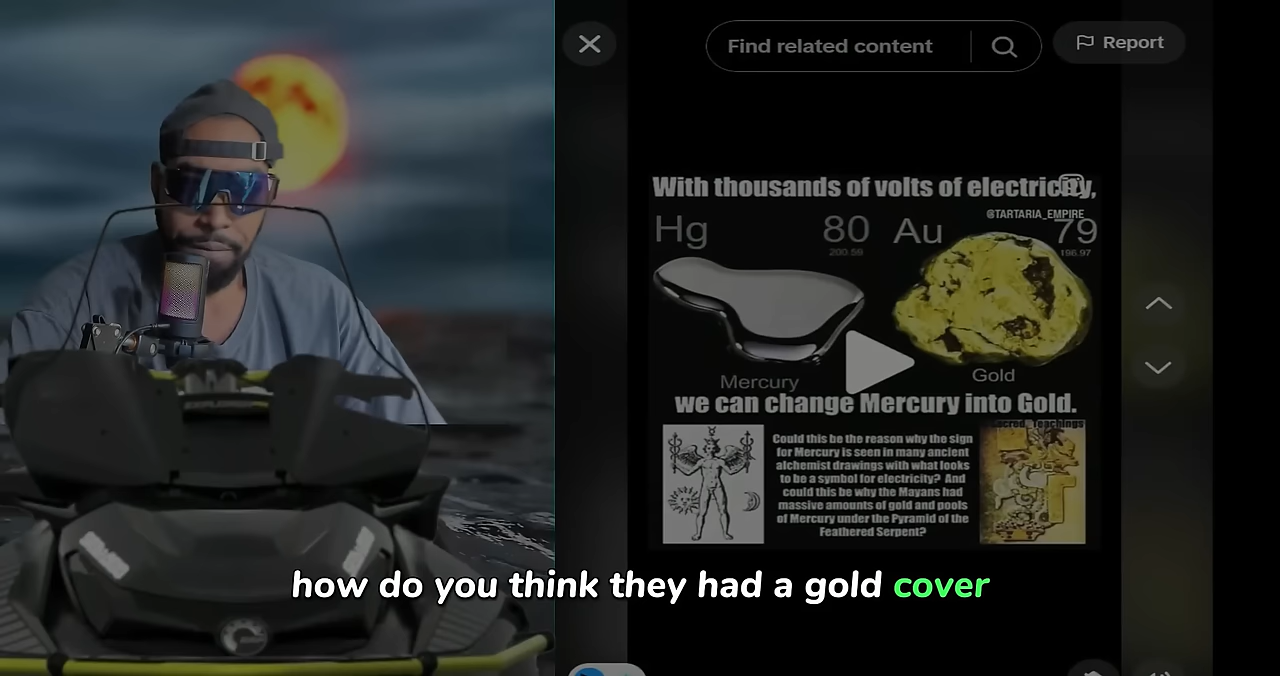 Find related content
Report
With thousands of volts of electricity,
@TARTARIA_EMPIRE
Hg 80 Au 79
200.59 196.97
Mercury Gold
we can change Mercury into Gold.
Sacred Teachings
Could this be the reason why the sign
for Mercury is seen in many ancient
alchemist drawings with what looks
to be a symbol for electricity? And
could this be why the Mayans had
massive amounts of gold and pools
of Mercury under the Pyramid of the
Feathered Serpent?
how do you think they had a gold cover